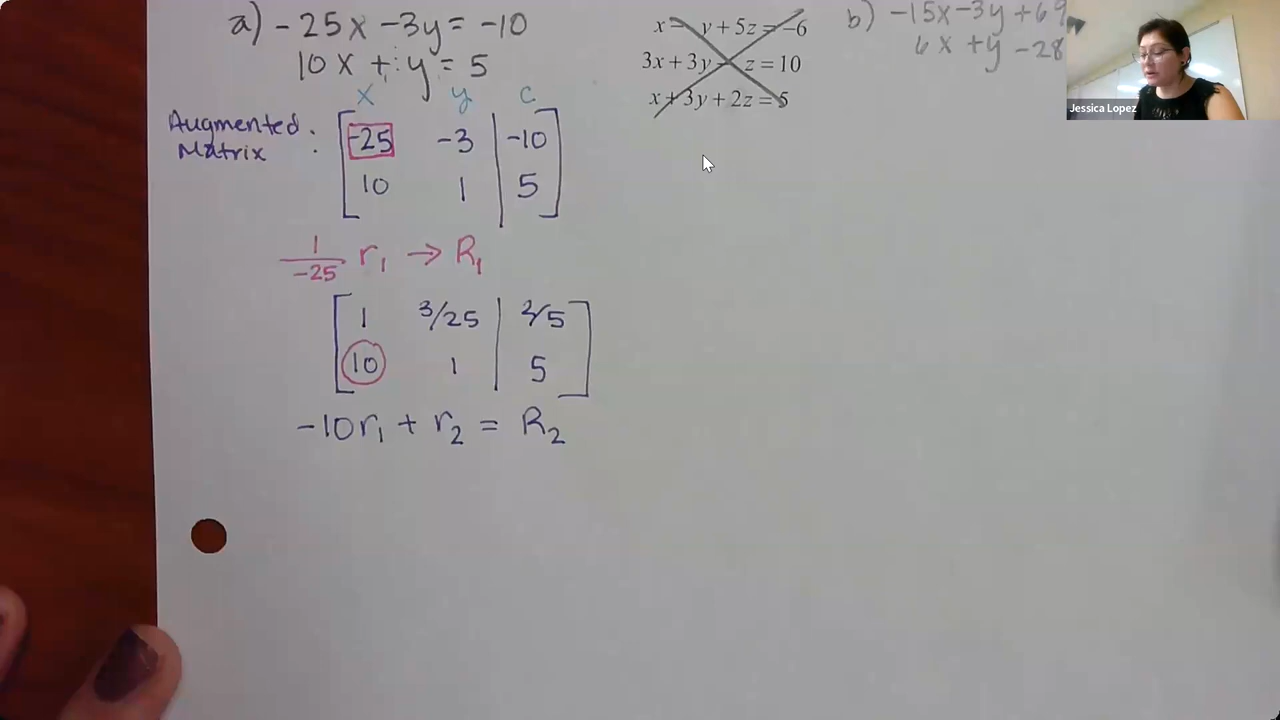 a) -25x -3y = -10
10x + y = 5
x y c
Augmented Matrix :
[ -25 -3 | -10 ]
[ 10 1 | 5 ]
1/-25 r₁ → R₁
[ 1 3/25 | 2/5 ]
[ 10 1 | 5 ]
-10r₁ + r₂ = R₂
x - y + 5z = -6
3x + 3y - z = 10
x + 3y + 2z = 5
b) -15x -3y + 69
6x + y - 28
Jessica Lopez